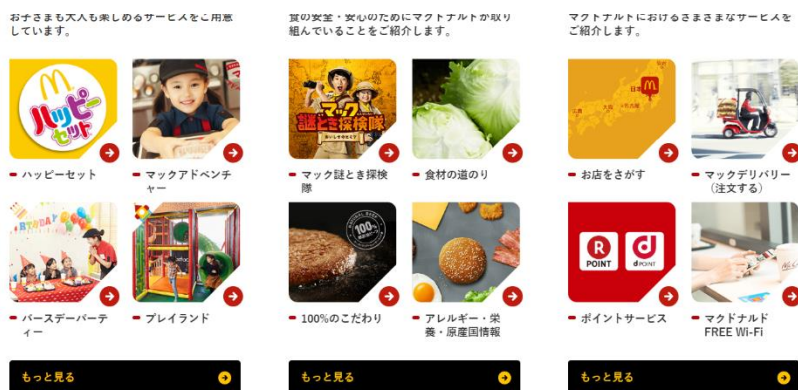 お子さまも大人も楽しめるサービスをご用意
しています。
ハッピー
セット
ハッピーセット
マックアドベンチ
ャー
BIRTHDAY
バースデーパーテ
ィー
プレイランド
もっと見る
食の安全・安心のためにマクドナルドが取り
組んでいることをご紹介します。
マック
謎とき探検隊
マック謎とき探検
隊
食材の道のり
100%
100%のこだわり
アレルギー・栄
養・原産国情報
もっと見る
マクドナルドにおけるさまざまなサービスを
ご紹介します。
日本
お店をさがす
マックデリバリー
（注文する）
R
POINT
d
d POINT
ポイントサービス
マクドナルド
FREE Wi-Fi
もっと見る